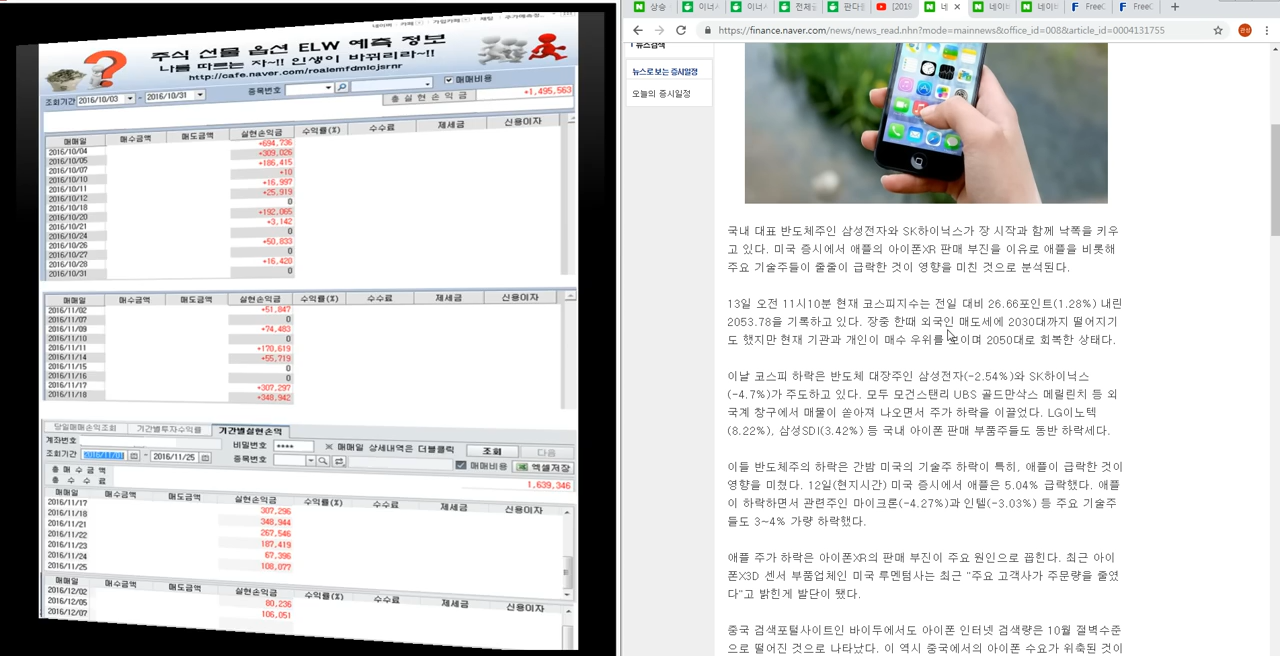 주식 선물 옵션 ELW 예측 정보
나를 따르는 자~!! 인생이 바뀌리라~!!
http://cafe.naver.com/roalemfdmlcjsrnr
조회기간 2016/10/03 - 2016/10/31 종목번호 매매비용
총실현손익금 +1,495,563
매매일 매수금액 매도금액 실현손익금 수익률(%) 수수료 제세금 신용이자
2016/10/04 +694,736
2016/10/05 +309,026
2016/10/07 +186,415
2016/10/10 +10
2016/10/11 +16,997
2016/10/12 +25,919
2016/10/18 0
2016/10/20 +192,065
2016/10/21 +3,142
2016/10/24 0
2016/10/26 +50,833
2016/10/27 0
2016/10/28 +16,420
2016/10/31 0
매매일 매수금액 매도금액 실현손익금 수익률(%) 수수료 제세금 신용이자
2016/11/02 +51,847
2016/11/07 0
2016/11/09 +74,483
2016/11/10 0
2016/11/11 +170,619
2016/11/14 +55,719
2016/11/15 0
2016/11/16 0
2016/11/17 +307,297
2016/11/18 +348,942
당일매매손익조회 기간별투자수익률 기간별실현손익
계좌번호 비밀번호 **** ※ 매매일 상세내역은 더블클릭 조회 다음
조회기간 2016/11/01 - 2016/11/25 종목번호 매매비용 엑셀저장
총매수금액
총수수료 1,639,346
매매일 매수금액 매도금액 실현손익금 수익률(%) 수수료 제세금 신용이자
2016/11/17 307,296
2016/11/18 348,944
2016/11/21 267,546
2016/11/22 187,419
2016/11/23 67,396
2016/11/24 108,077
2016/11/25
매매일 매수금액 매도금액 실현손익금 수익률(%) 수수료 제세금 신용이자
2016/12/02 80,236
2016/12/05 106,051
2016/12/07
상승
이너
이너
전체
판다
[2019
네
네이버
네이버
FreeC
FreeC
https://finance.naver.com/news/news_read.nhn?mode=mainnews&office_id=008&article_id=0004131755
뉴스검색
뉴스로 보는 증시일정
오늘의 증시일정
국내 대표 반도체주인 삼성전자와 SK하이닉스가 장 시작과 함께 낙폭을 키우
고 있다. 미국 증시에서 애플의 아이폰XR 판매 부진을 이유로 애플을 비롯해
주요 기술주들이 줄줄이 급락한 것이 영향을 미친 것으로 분석된다.
13일 오전 11시10분 현재 코스피지수는 전일 대비 26.66포인트(1.28%) 내린
2053.78을 기록하고 있다. 장중 한때 외국인 매도세에 2030대까지 떨어지기
도 했지만 현재 기관과 개인이 매수 우위를 보이며 2050대로 회복한 상태다.
이날 코스피 하락은 반도체 대장주인 삼성전자(-2.54%)와 SK하이닉스
(-4.7%)가 주도하고 있다. 모두 모건스탠리 UBS 골드만삭스 메릴린치 등 외
국계 창구에서 매물이 쏟아져 나오면서 주가 하락을 이끌었다. LG이노텍
(8.22%), 삼성전기(3.42%) 등 국내 아이폰 판매 부품주들도 동반 하락세다.
이들 반도체주의 하락은 간밤 미국의 기술주 하락이 특히, 애플이 급락한 것이
영향을 미쳤다. 12일(현지시간) 미국 증시에서 애플은 5.04% 급락했다. 애플
이 하락하면서 관련주인 마이크론(-4.27%)과 인텔(-3.03%) 등 주요 기술주
들도 3~4% 가량 하락했다.
애플 주가 하락은 아이폰XR의 판매 부진이 주요 원인으로 꼽힌다. 최근 아이
폰X3D 센서 부품업체인 미국 루멘텀사는 최근 "주요 고객사가 주문량을 줄였
다"고 밝힌게 발단이 됐다.
중국 검색포털사이트인 바이두에서도 아이폰 인터넷 검색량은 10월 절벽수준
으로 떨어진 것으로 나타났다. 이 역시 중국에서의 아이폰 수요가 위축된 것이